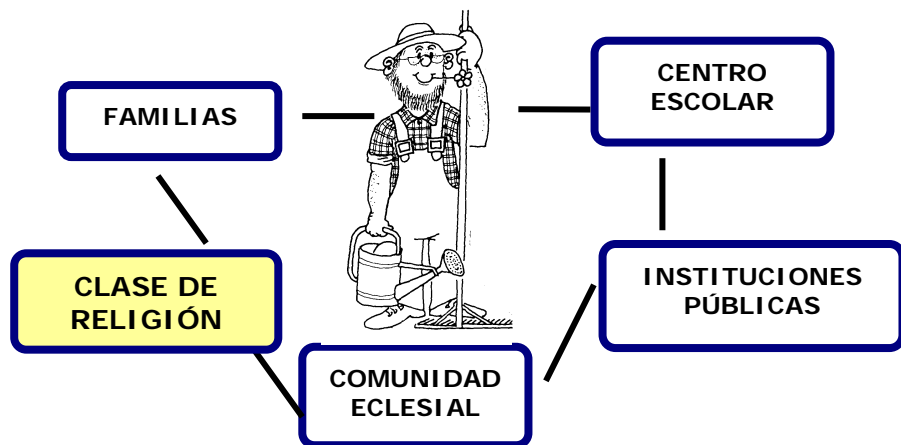 FAMILIAS
CENTRO
ESCOLAR
CLASE DE
RELIGIÓN
INSTITUCIONES
PÚBLICAS
COMUNIDAD
ECLESIAL